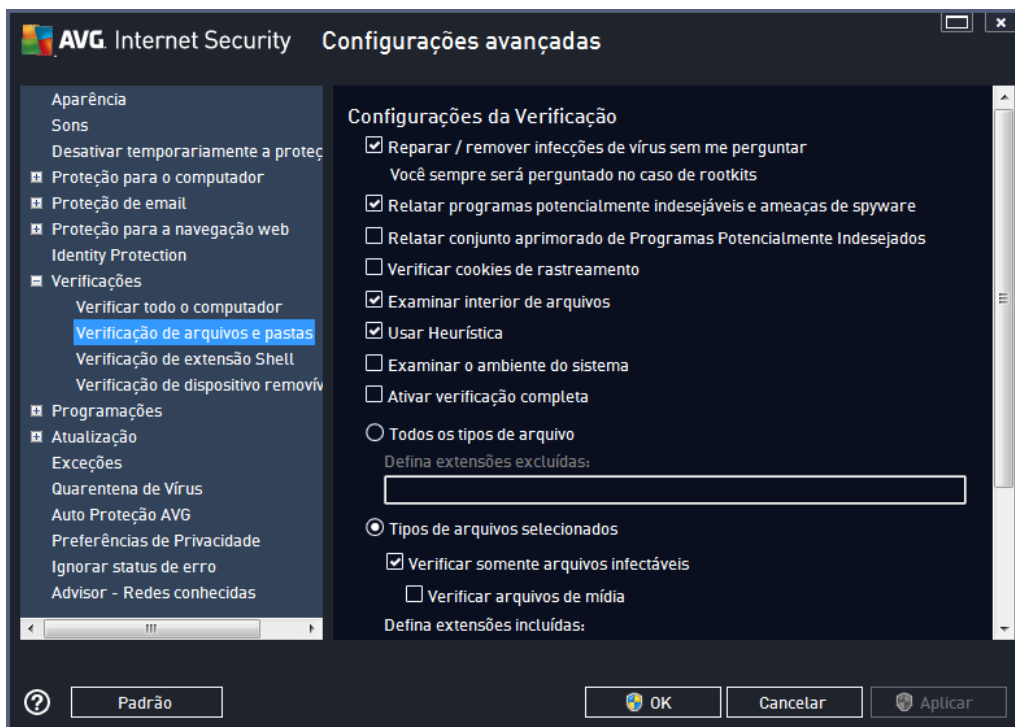 AVG. Internet Security Configurações avançadas
Aparência
Sons
Desativar temporariamente a proteç
Proteção para o computador
Proteção de email
Proteção para a navegação web
Identity Protection
Verificações
Verificar todo o computador
Verificação de arquivos e pastas
Verificação de extensão Shell
Verificação de dispositivo removív
Programações
Atualização
Exceções
Quarentena de Vírus
Auto Proteção AVG
Preferências de Privacidade
Ignorar status de erro
Advisor - Redes conhecidas
Configurações da Verificação
Reparar / remover infecções de vírus sem me perguntar
Você sempre será perguntado no caso de rootkits
Relatar programas potencialmente indesejáveis e ameaças de spyware
Relatar conjunto aprimorado de Programas Potencialmente Indesejados
Verificar cookies de rastreamento
Examinar interior de arquivos
Usar Heurística
Examinar o ambiente do sistema
Ativar verificação completa
Todos os tipos de arquivo
Defina extensões excluídas:
Tipos de arquivos selecionados
Verificar somente arquivos infectáveis
Verificar arquivos de mídia
Defina extensões incluídas:
Padrão
OK
Cancelar
Aplicar